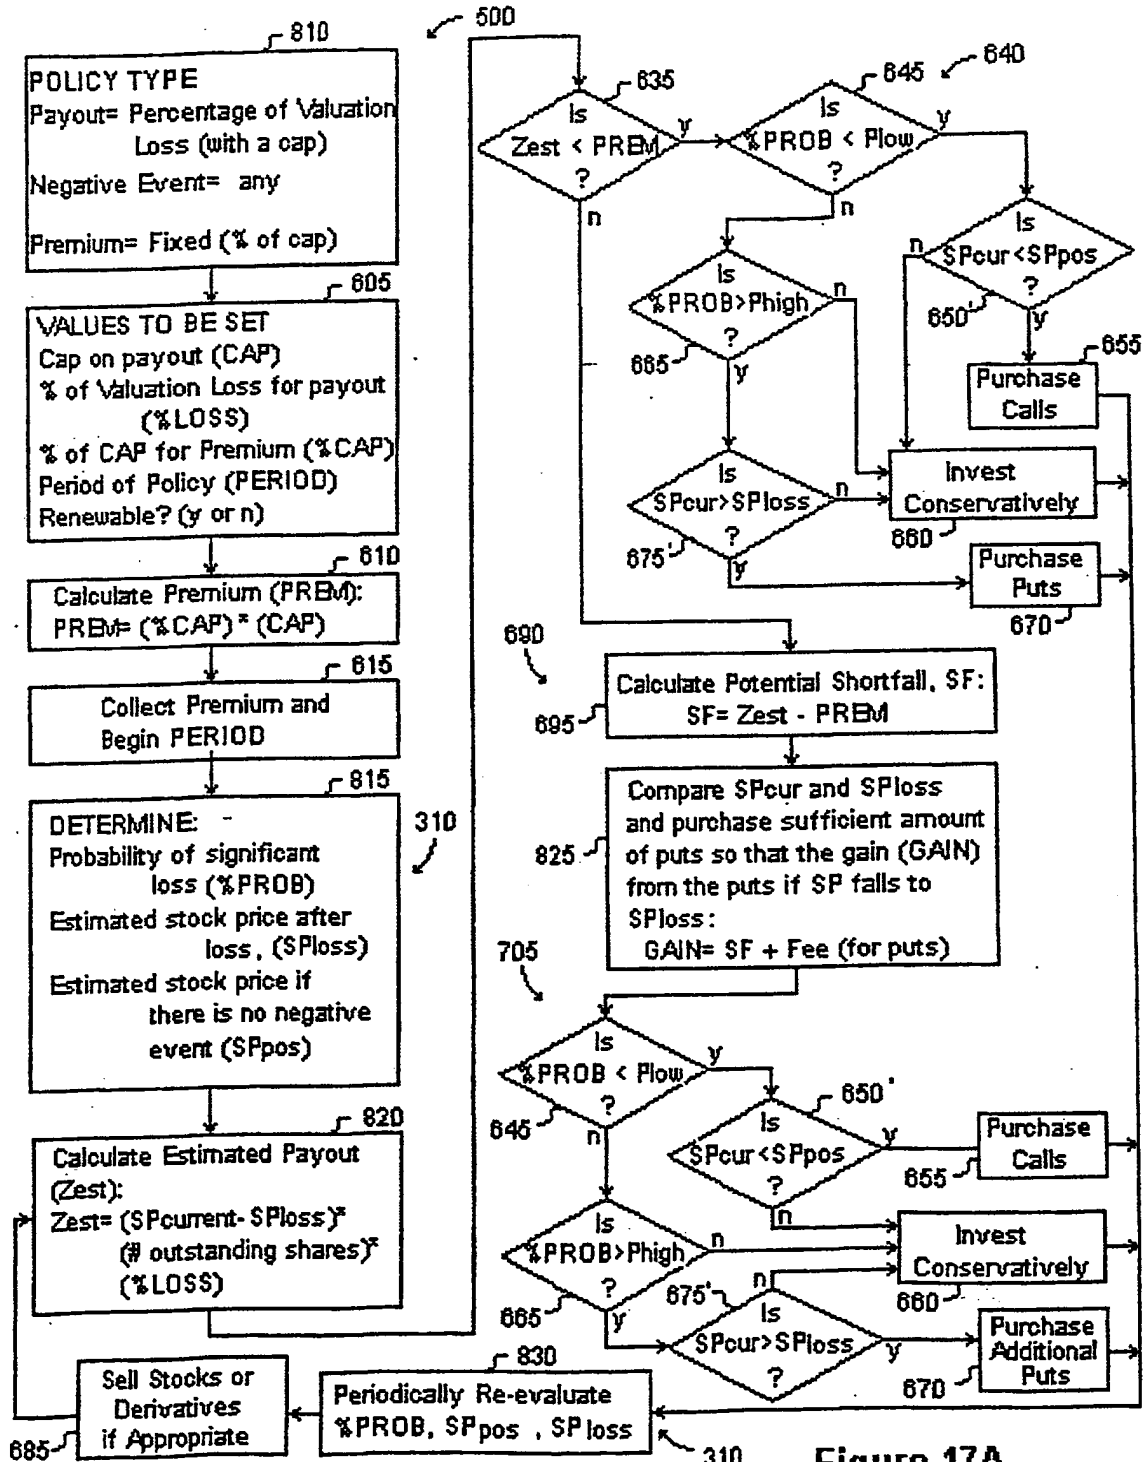 810
POLICY TYPE
Payout= Percentage of Valuation
Loss (with a cap)
Negative Event= any
Premium= Fixed (% of cap)
605
VALUES TO BE SET
Cap on payout (CAP)
% of Valuation Loss for payout
(%LOSS)
% of CAP for Premium (%CAP)
Period of Policy (PERIOD)
Renewable? (y or n)
610
Calculate Premium (PREM):
PREM= (%CAP)* (CAP)
615
Collect Premium and
Begin PERIOD
815
DETERMINE: -
Probability of significant
loss (%PROB)
Estimated stock price after
loss, (SPloss)
Estimated stock price if
there is no negative
event (SPpos)
310
820
Calculate Estimated Payout
(Zest):
Zest= (SPcurrent- SPloss)*
(# outstanding shares)*
(%LOSS)
500
635
Is
Zest < PREM
?
y
n
645
640
Is
%PROB < Plow
?
y
n
Is
SPcur<SPpos
?
n
y
650'
655
Purchase
Calls
Is
%PROB>Phigh
?
n
y
665
Is
SPcur>SPloss
?
n
y
675'
Invest
Conservatively
660
Purchase
Puts
670
690
Calculate Potential Shortfall, SF:
SF= Zest - PREM
695
Compare SPcur and SPloss
and purchase sufficient amount
of puts so that the gain (GAIN)
from the puts if SP falls to
SPloss:
GAIN= SF + Fee (for puts)
825
705
Is
%PROB < Plow
?
y
n
645
650'
Is
SPcur<SPpos
?
y
n
Purchase
Calls
655
Is
%PROB>Phigh
?
n
y
665
Invest
Conservatively
660
675'
n
Is
SPcur>SPloss
?
y
Purchase
Additional
Puts
670
830
Periodically Re-evaluate
%PROB, SPpos , SPloss
310
Sell Stocks or
Derivatives
if Appropriate
685
Figure 17A